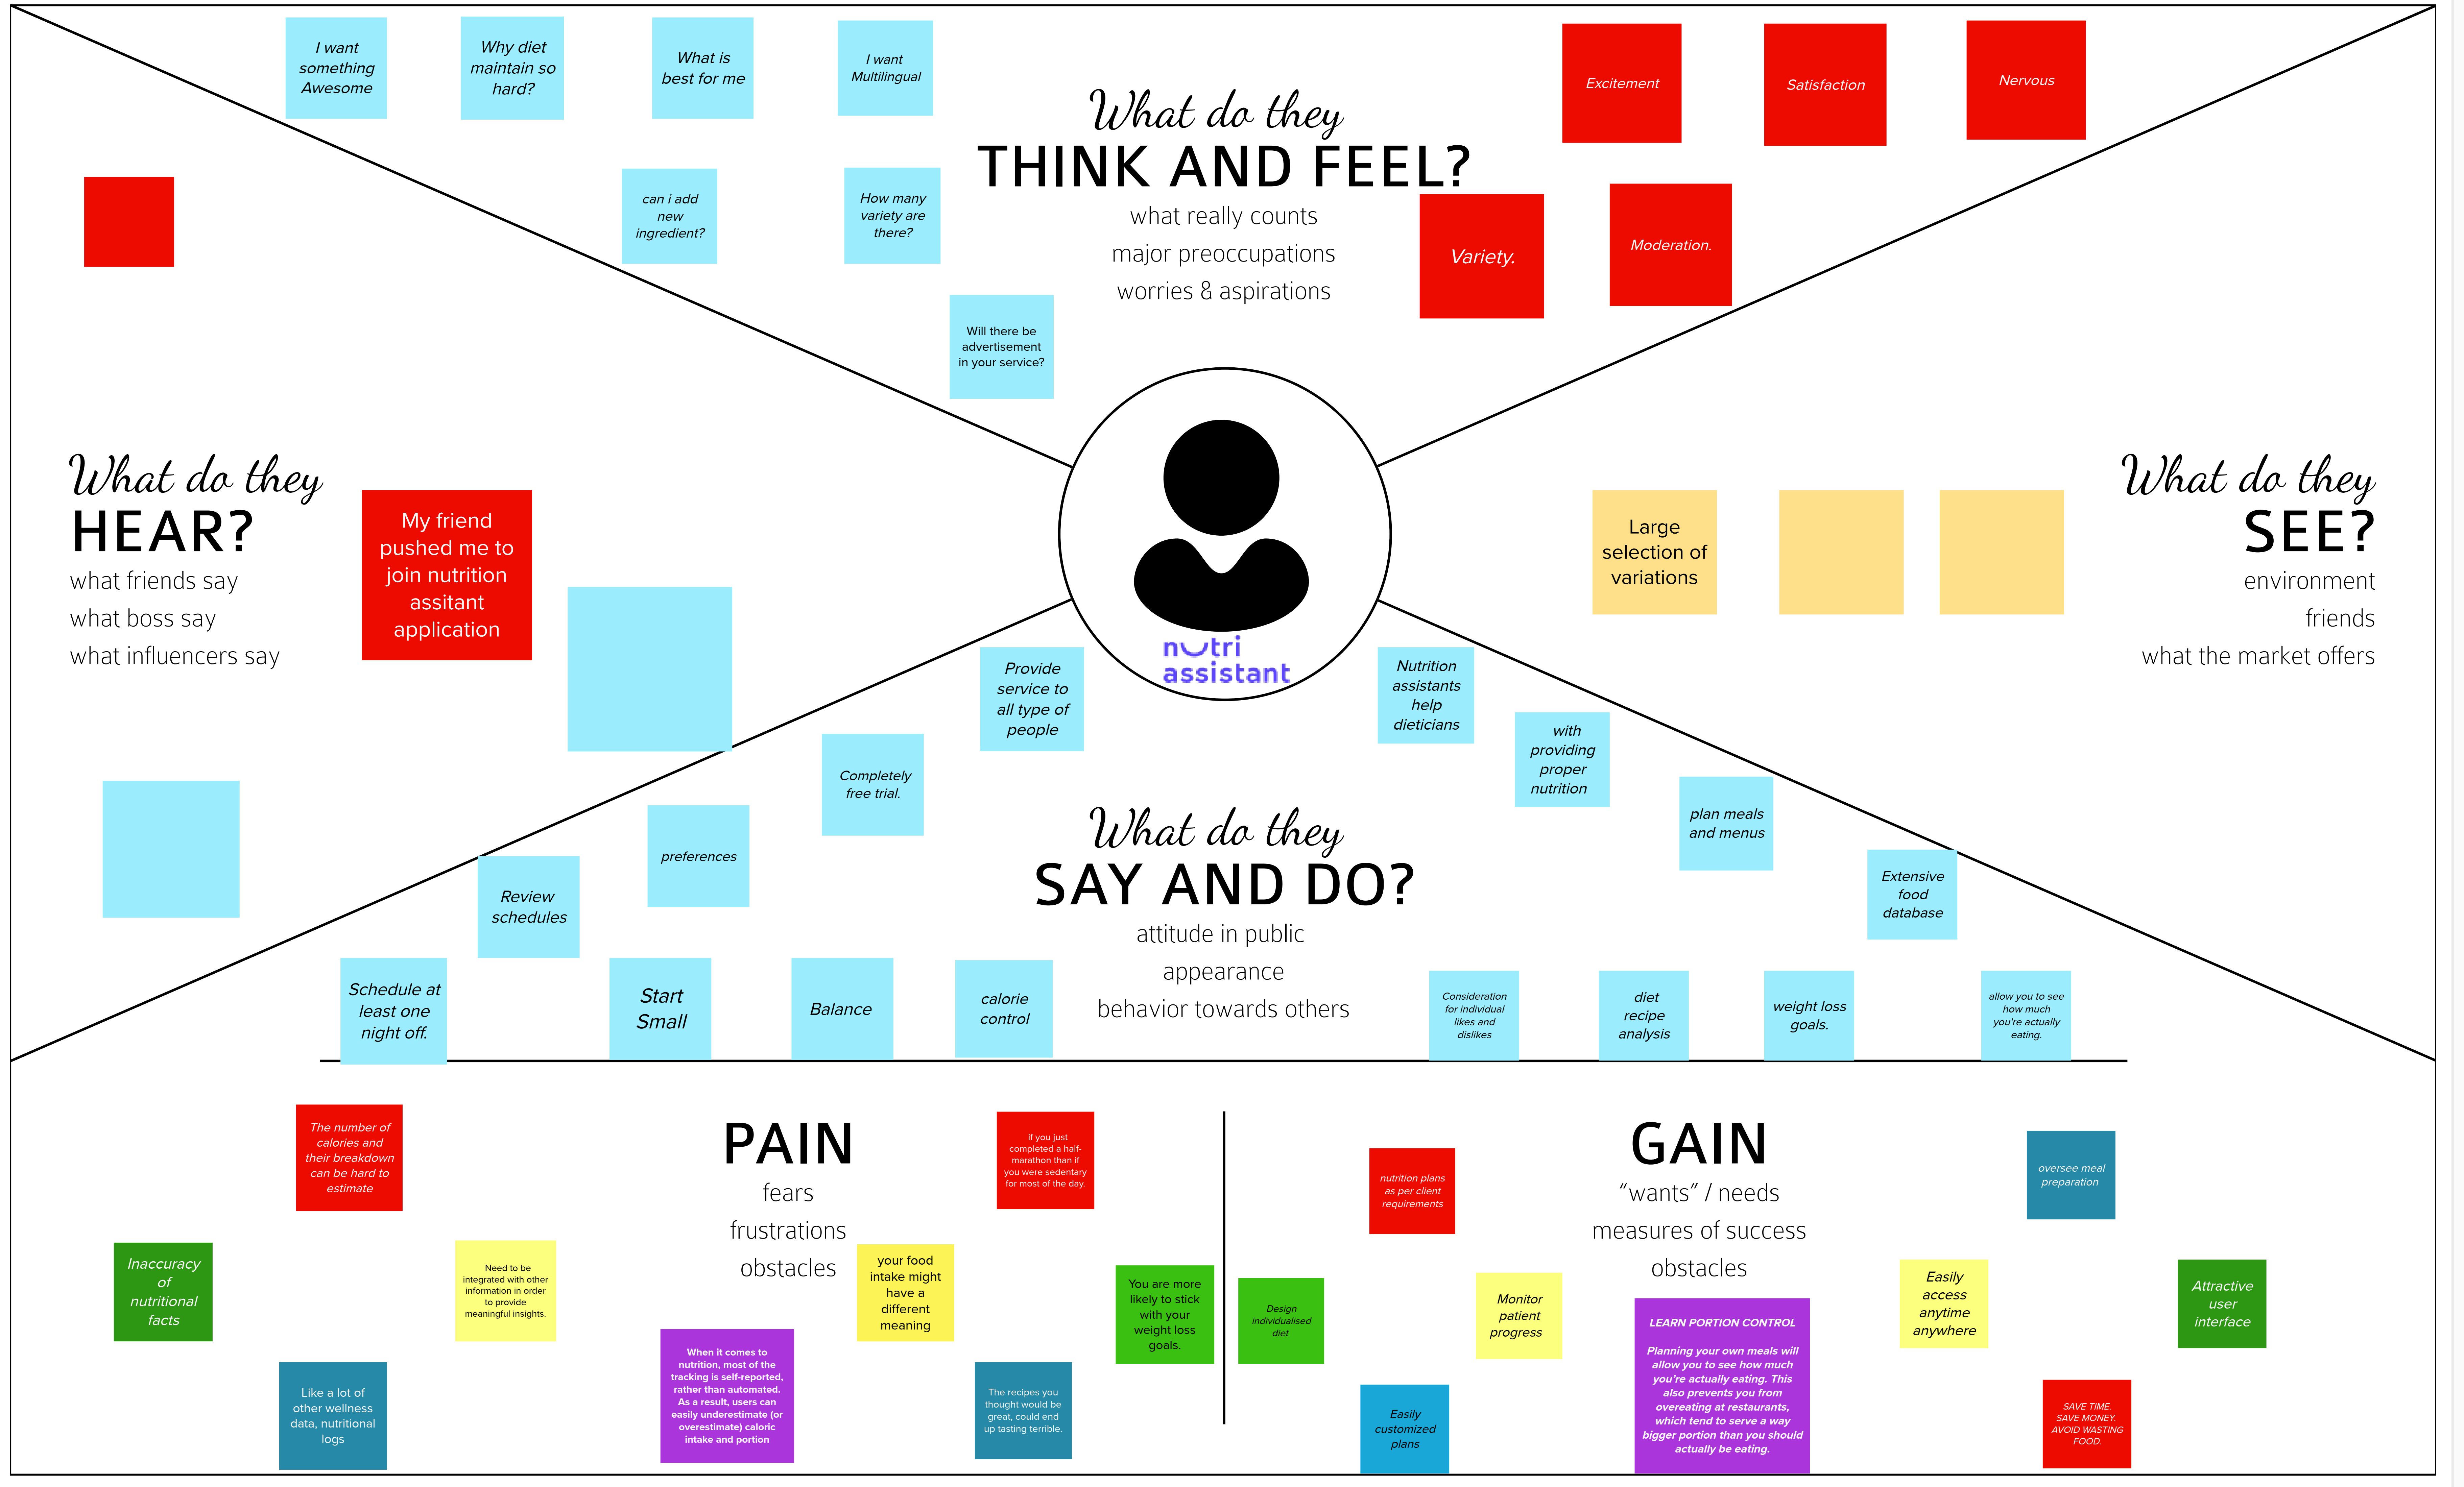 I want
something
Awesome
Why diet
maintain so
hard?
What is
best for me
I want
Multilingual
can i add
new
ingredient?
How many
variety are
there?
Will there be
advertisement
in your service?
What do they
THINK AND FEEL?
what really counts
major preoccupations
worries & aspirations
Excitement
Satisfaction
Nervous
Variety.
Moderation.
What do they
HEAR?
what friends say
what boss say
what influencers say
My friend
pushed me to
join nutrition
assitant
application
nutri
assistant
Large
selection of
variations
What do they
SEE?
environment
friends
what the market offers
Provide
service to
all type of
people
Completely
free trial.
preferences
Review
schedules
Schedule at
least one
night off.
Start
Small
Balance
calorie
control
What do they
SAY AND DO?
attitude in public
appearance
behavior towards others
Nutrition
assistants
help
dieticians
with
providing
proper
nutrition
plan meals
and menus
Extensive
food
database
Consideration
for individual
likes and
dislikes
diet
recipe
analysis
weight loss
goals.
allow you to see
how much
you're actually
eating.
PAIN
fears
frustrations
obstacles
The number of
calories and
their breakdown
can be hard to
estimate
Inaccuracy
of
nutritional
facts
Need to be
integrated with other
information in order
to provide
meaningful insights.
Like a lot of
other wellness
data, nutritional
logs
When it comes to
nutrition, most of the
tracking is self-reported,
rather than automated.
As a result, users can
easily underestimate (or
overestimate) caloric
intake and portion
your food
intake might
have a
different
meaning
if you just
completed a half-
marathon than if
you were sedentary
for most of the day.
You are more
likely to stick
with your
weight loss
goals.
The recipes you
thought would be
great, could end
up tasting terrible.
GAIN
“wants” / needs
measures of success
obstacles
nutrition plans
as per client
requirements
Design
individualised
diet
Monitor
patient
progress
Easily
customized
plans
LEARN PORTION CONTROL
Planning your own meals will
allow you to see how much
you're actually eating. This
also prevents you from
overeating at restaurants,
which tend to serve a way
bigger portion than you should
actually be eating.
oversee meal
preparation
Easily
access
anytime
anywhere
Attractive
user
interface
SAVE TIME.
SAVE MONEY.
AVOID WASTING
FOOD.